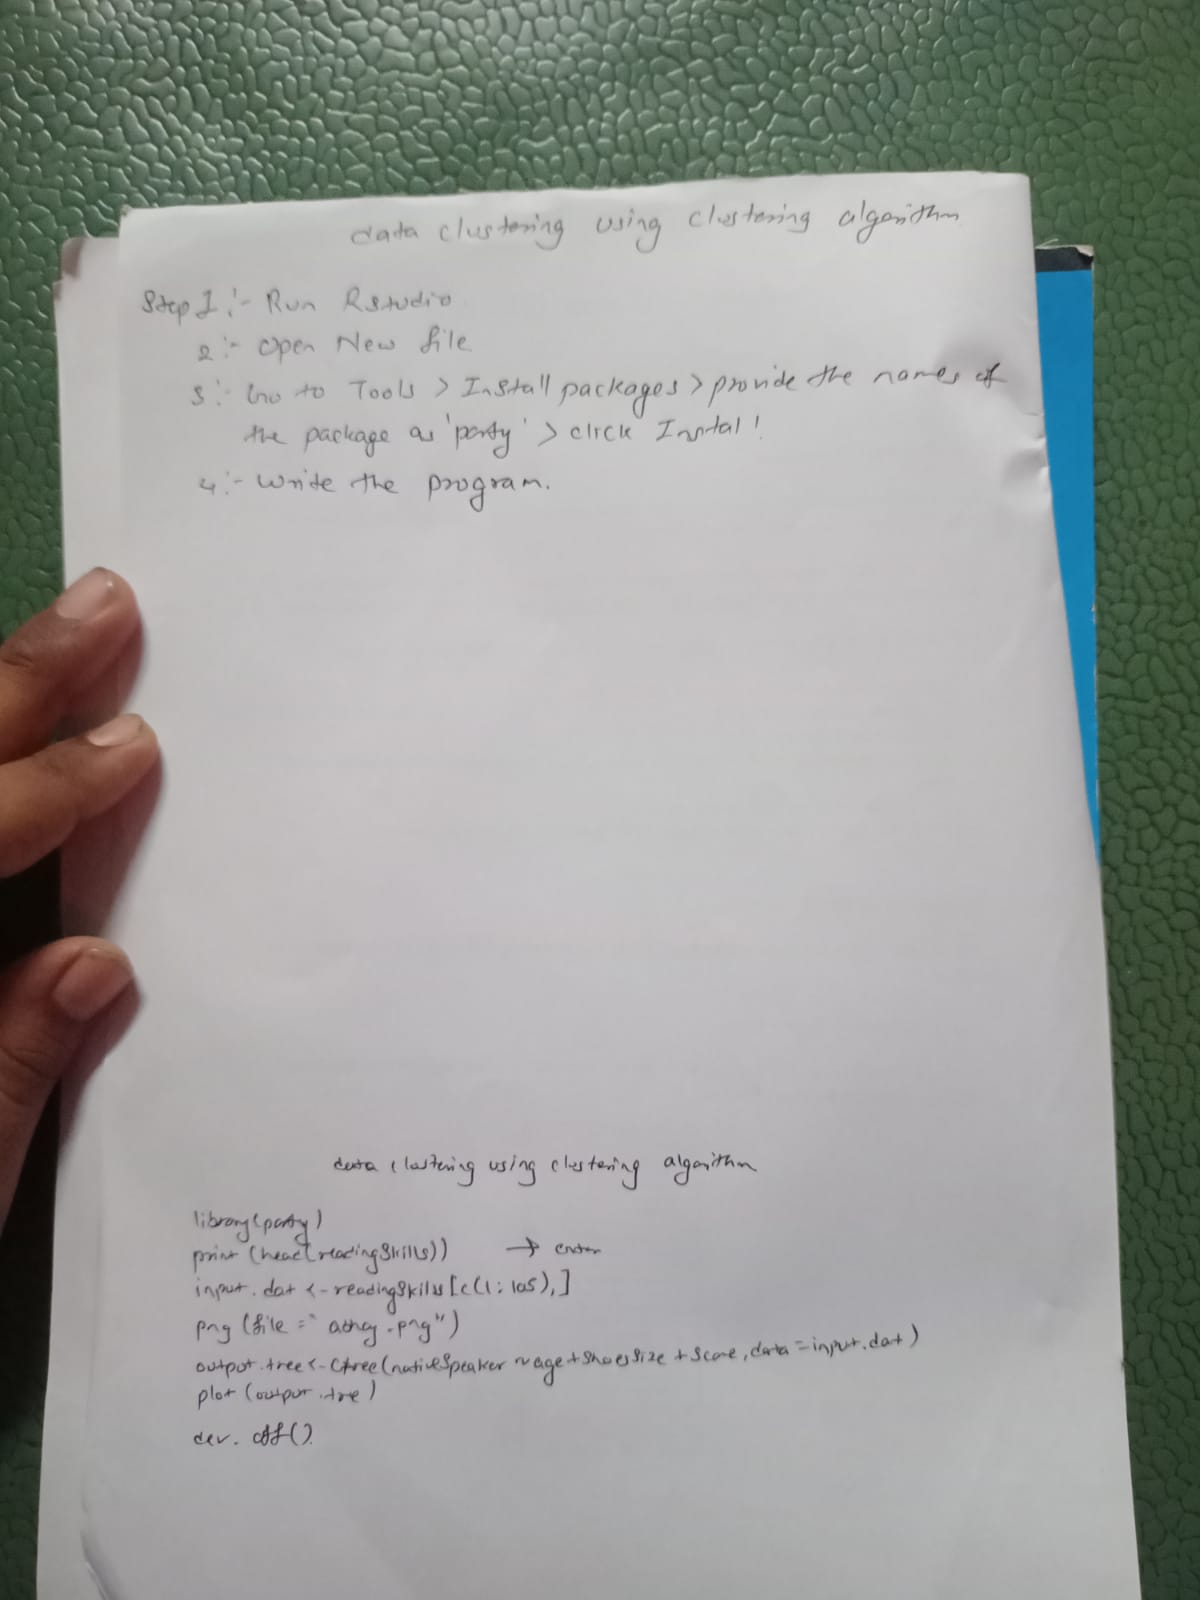 data clustering using clustering algorithm
Step 1 :- Run Rstudio
2 :- Open New file
3 :- Go to Tools > Install packages > provide the names of
the package as 'party' > click Instal!
4 :- Write the program.
data clustering using clustering algorithm
library(party)
print (head(readingSkills)) → enter
input.dat <- readingSkills[c(1:105),]
png (file = ".png")
output.tree <- Ctree(nativeSpeaker ~ age + ShoesSize + Score, data = input.dat)
plot (output.tree)
dev.off().